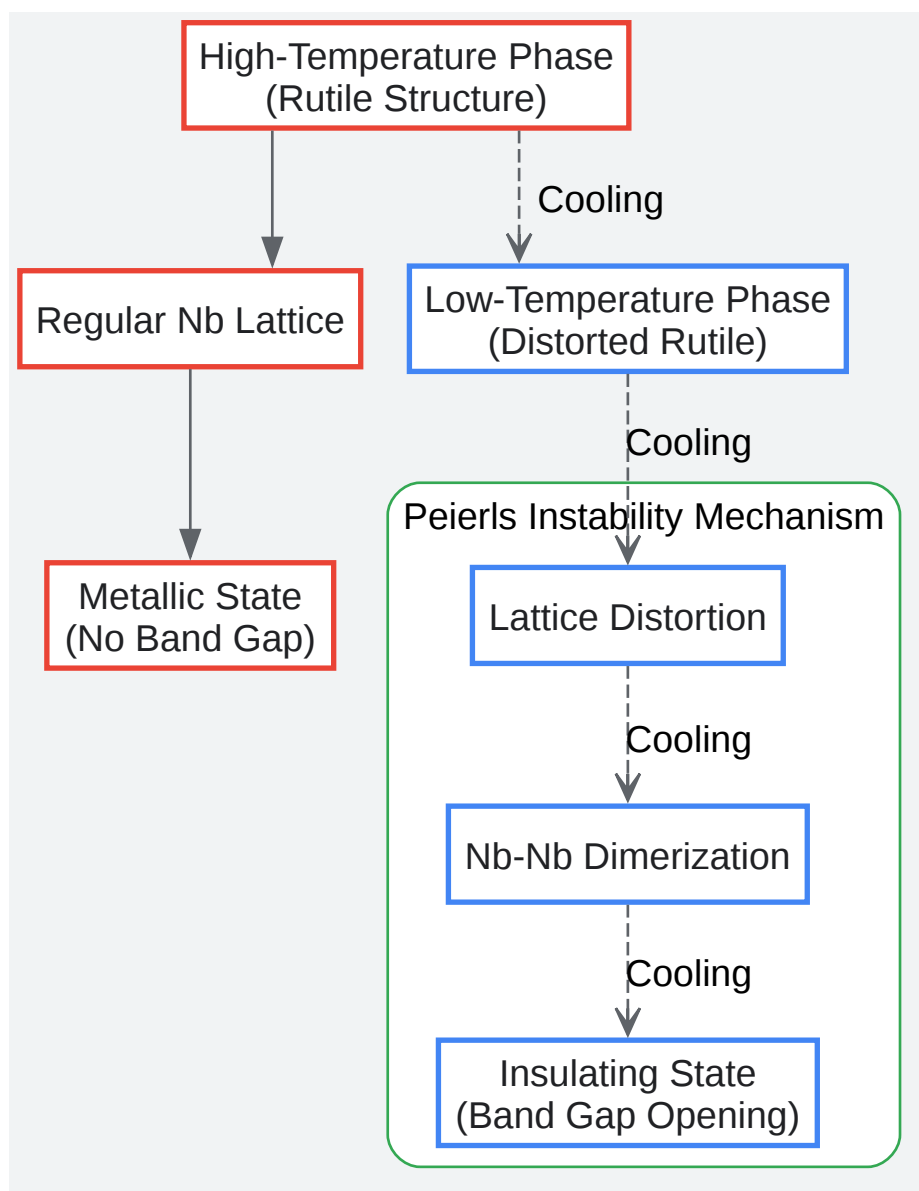 High-Temperature Phase
(Rutile Structure)
Cooling
Regular Nb Lattice
Low-Temperature Phase
(Distorted Rutile)
Cooling
Peierls Instability Mechanism
Metallic State
(No Band Gap)
Lattice Distortion
Cooling
Nb-Nb Dimerization
Cooling
Insulating State
(Band Gap Opening)